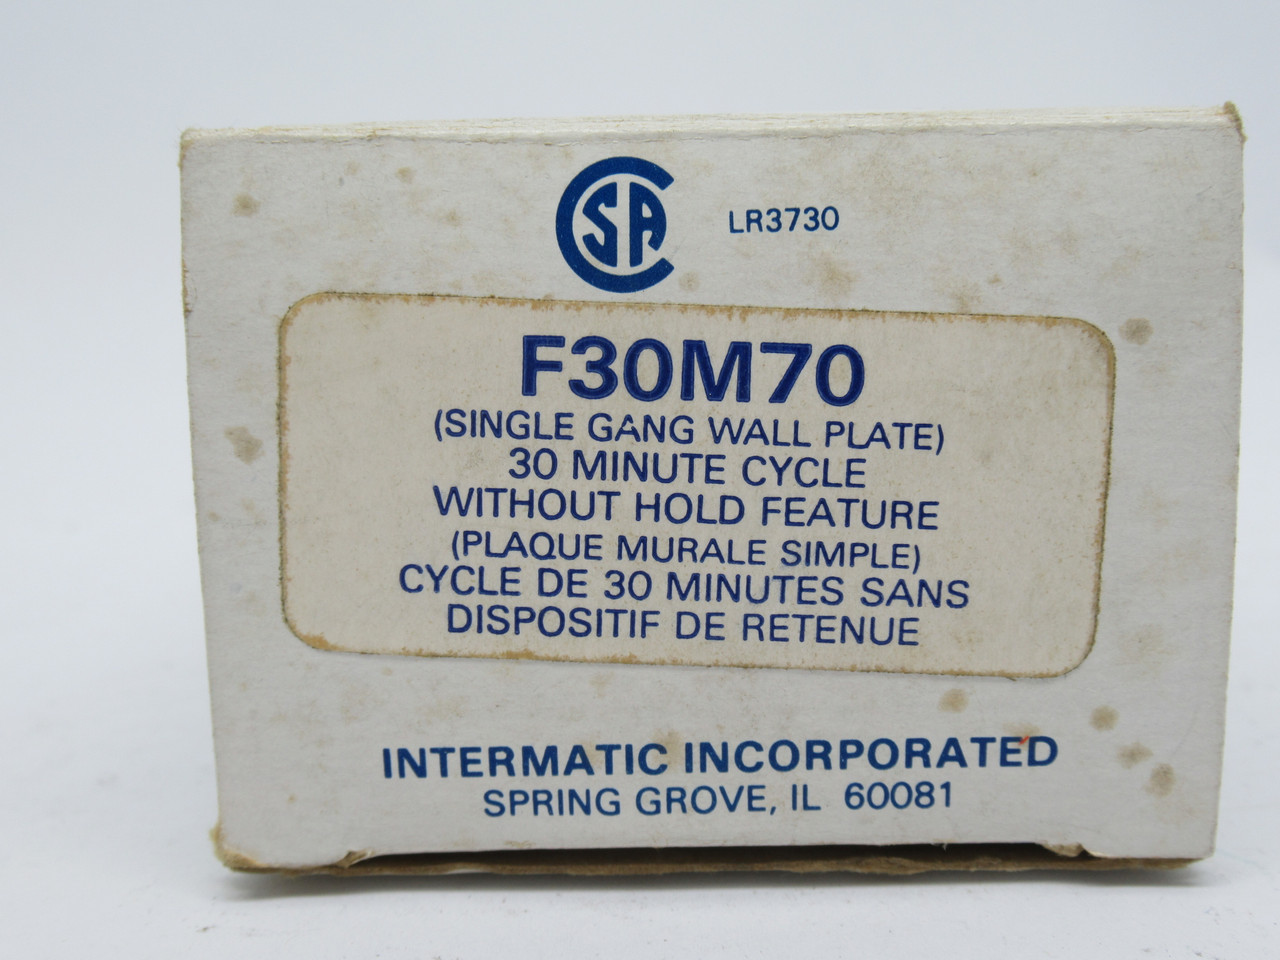 CSA
LR3730
F30M70
(SINGLE GANG WALL PLATE)
30 MINUTE CYCLE
WITHOUT HOLD FEATURE
(PLAQUE MURALE SIMPLE)
CYCLE DE 30 MINUTES SANS
DISPOSITIF DE RETENUE
INTERMATIC INCORPORATED
SPRING GROVE, IL 60081